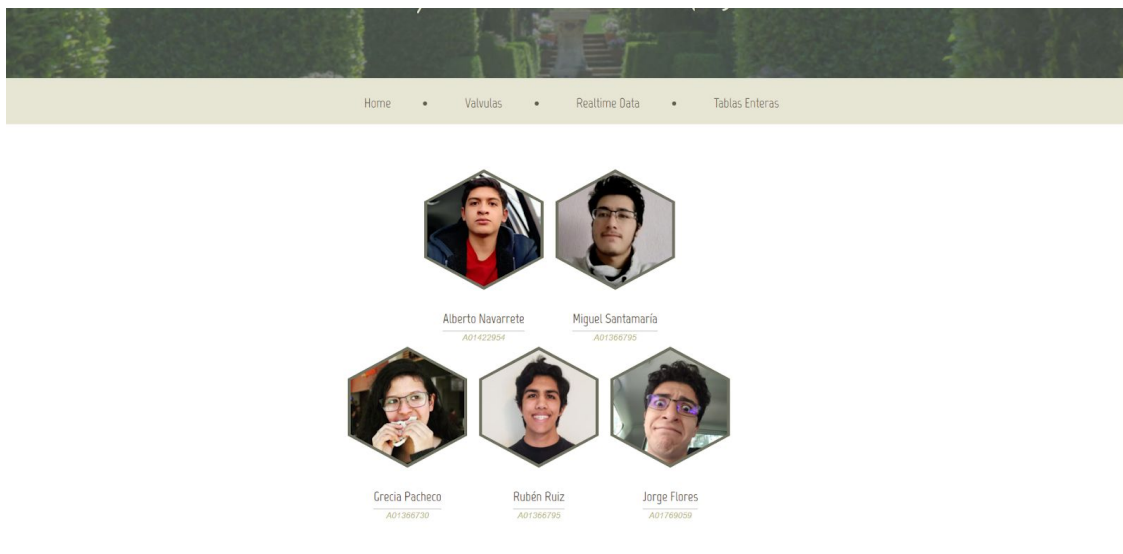 Home • Valvulas • Realtime Data • Tablas Enteras
Alberto Navarrete Miguel Santamaría
A01422954 A01366795
Grecia Pacheco Rubén Ruiz Jorge Flores
A01366730 A01366795 A01769059